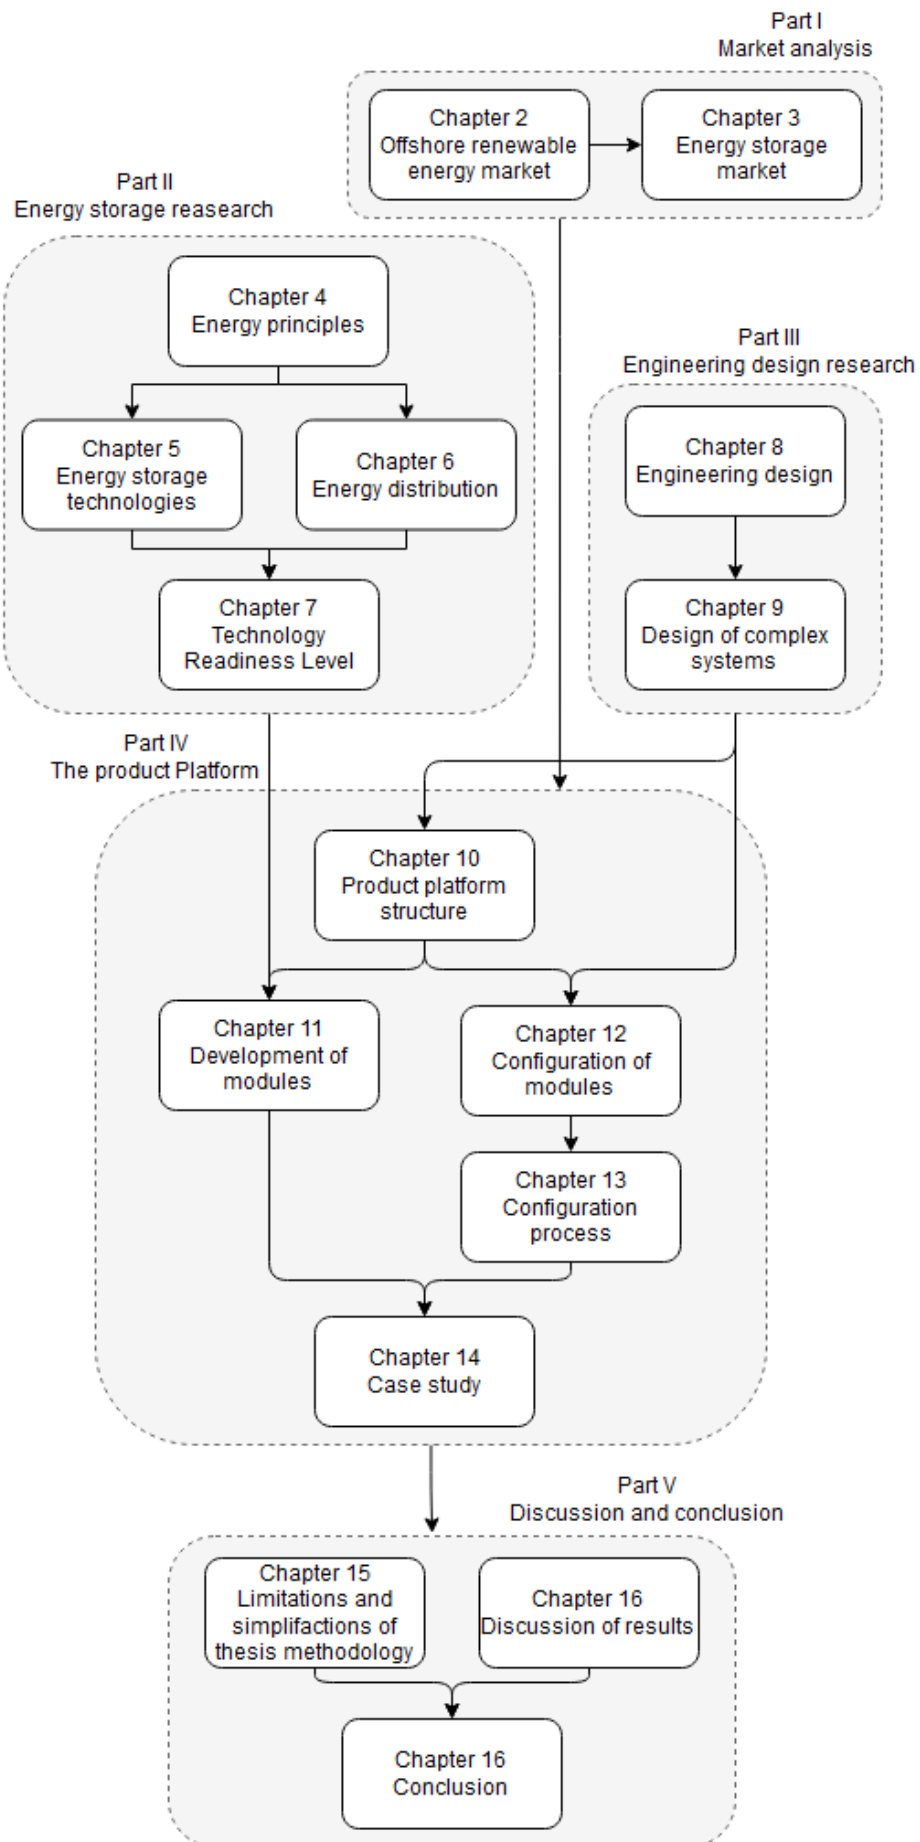 Part I
Market analysis
Chapter 2
Offshore renewable
energy market
Chapter 3
Energy storage
market
Part II
Energy storage reasearch
Chapter 4
Energy principles
Chapter 5
Energy storage
technologies
Chapter 6
Energy distribution
Chapter 7
Technology
Readiness Level
Part III
Engineering design research
Chapter 8
Engineering design
Chapter 9
Design of complex
systems
Part IV
The product Platform
Chapter 10
Product platform
structure
Chapter 11
Development of
modules
Chapter 12
Configuration of
modules
Chapter 13
Configuration
process
Chapter 14
Case study
Part V
Discussion and conclusion
Chapter 15
Limitations and
simplifactions of
thesis methodology
Chapter 16
Discussion of results
Chapter 16
Conclusion